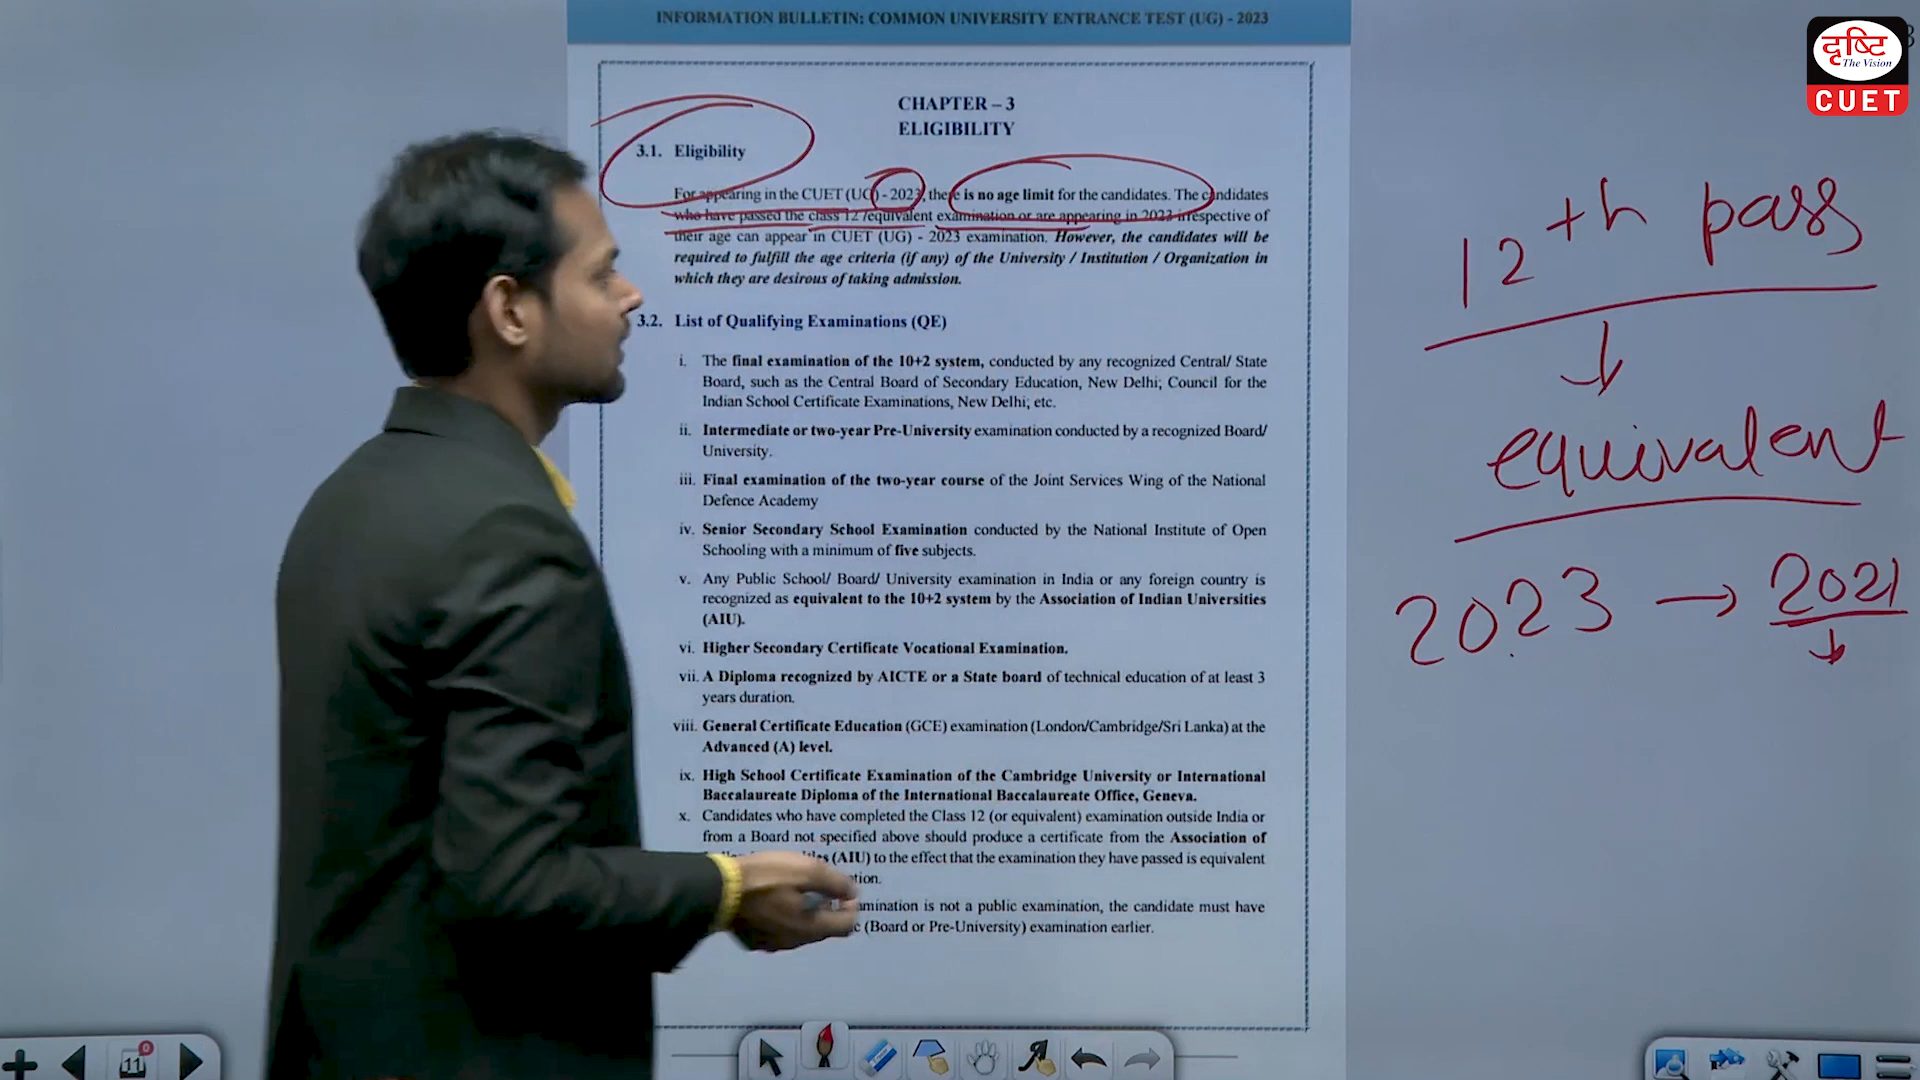 INFORMATION BULLETIN: COMMON UNIVERSITY ENTRANCE TEST (UG) - 2023
दृष्टि
The Vision
CUET
CHAPTER – 3
ELIGIBILITY
3.1. Eligibility
For appearing in the CUET (UG) - 2023, there is no age limit for the candidates. The candidates
who have passed the class 12 /equivalent examination or are appearing in 2023 irrespective of
their age can appear in CUET (UG) - 2023 examination. However, the candidates will be
required to fulfill the age criteria (if any) of the University / Institution / Organization in
which they are desirous of taking admission.
3.2. List of Qualifying Examinations (QE)
i. The final examination of the 10+2 system, conducted by any recognized Central/ State
Board, such as the Central Board of Secondary Education, New Delhi; Council for the
Indian School Certificate Examinations, New Delhi; etc.
ii. Intermediate or two-year Pre-University examination conducted by a recognized Board/
University.
iii. Final examination of the two-year course of the Joint Services Wing of the National
Defence Academy
iv. Senior Secondary School Examination conducted by the National Institute of Open
Schooling with a minimum of five subjects.
v. Any Public School/ Board/ University examination in India or any foreign country is
recognized as equivalent to the 10+2 system by the Association of Indian Universities
(AIU).
vi. Higher Secondary Certificate Vocational Examination.
vii. A Diploma recognized by AICTE or a State board of technical education of at least 3
years duration.
viii. General Certificate Education (GCE) examination (London/Cambridge/Sri Lanka) at the
Advanced (A) level.
ix. High School Certificate Examination of the Cambridge University or International
Baccalaureate Diploma of the International Baccalaureate Office, Geneva.
x. Candidates who have completed the Class 12 (or equivalent) examination outside India or
from a Board not specified above should produce a certificate from the Association of
(AIU) to the effect that the examination they have passed is equivalent
is not a public examination, the candidate must have
(Board or Pre-University) examination earlier.
12th pass
equivalent
2023 → 2021
11
0